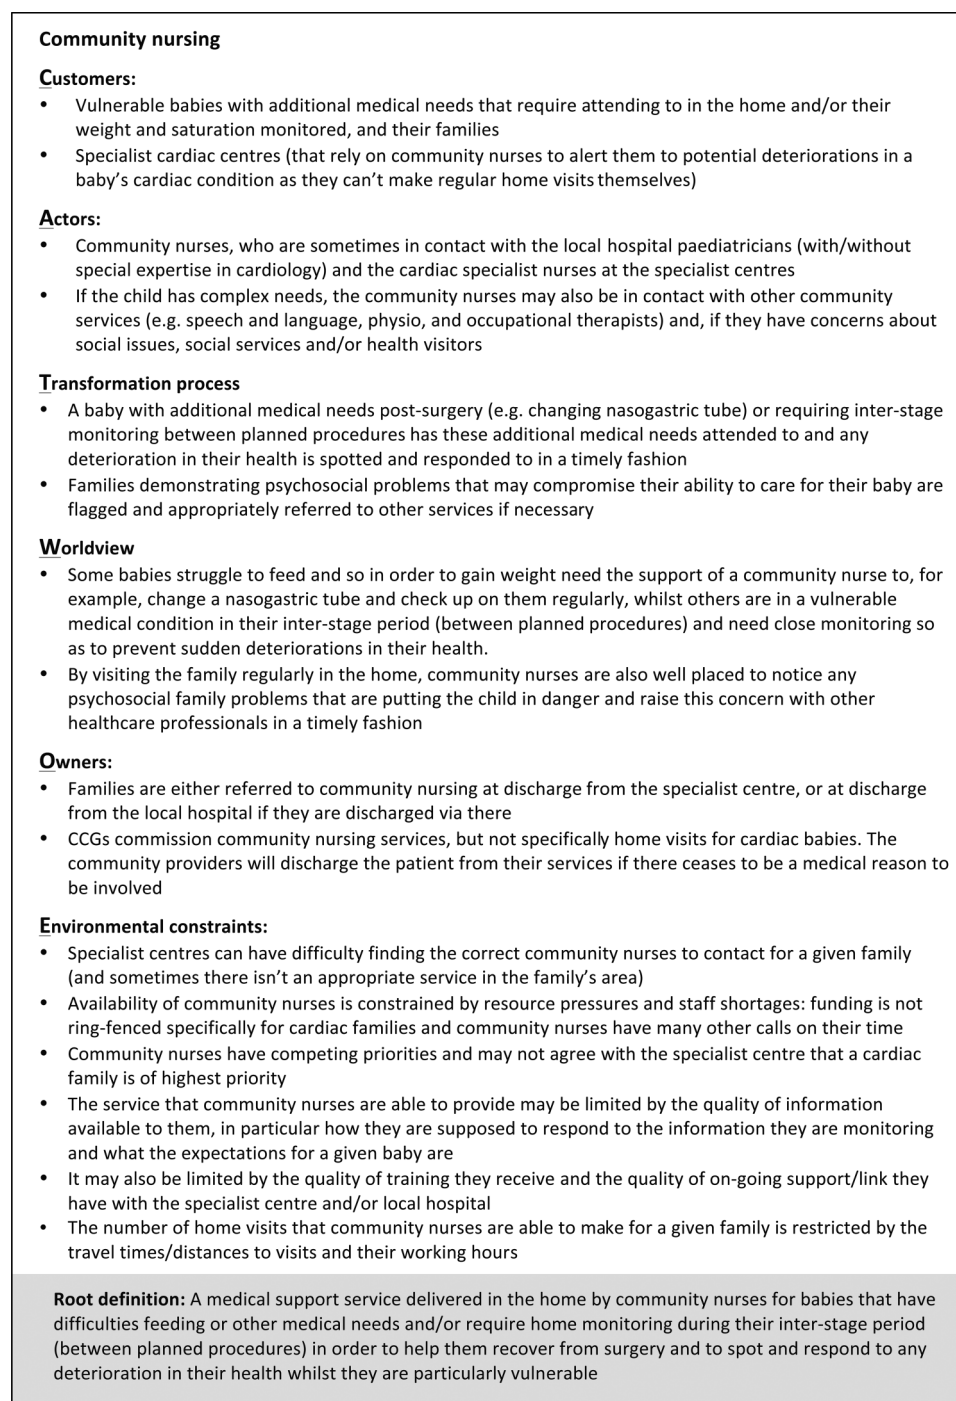 Community nursing
Customers:
• Vulnerable babies with additional medical needs that require attending to in the home and/or their
weight and saturation monitored, and their families
• Specialist cardiac centres (that rely on community nurses to alert them to potential deteriorations in a
baby's cardiac condition as they can't make regular home visits themselves)
Actors:
• Community nurses, who are sometimes in contact with the local hospital paediatricians (with/without
special expertise in cardiology) and the cardiac specialist nurses at the specialist centres
• If the child has complex needs, the community nurses may also be in contact with other community
services (e.g. speech and language, physio, and occupational therapists) and, if they have concerns about
social issues, social services and/or health visitors
Transformation process
• A baby with additional medical needs post-surgery (e.g. changing nasogastric tube) or requiring inter-stage
monitoring between planned procedures has these additional medical needs attended to and any
deterioration in their health is spotted and responded to in a timely fashion
• Families demonstrating psychosocial problems that may compromise their ability to care for their baby are
flagged and appropriately referred to other services if necessary
Worldview
• Some babies struggle to feed and so in order to gain weight need the support of a community nurse to, for
example, change a nasogastric tube and check up on them regularly, whilst others are in a vulnerable
medical condition in their inter-stage period (between planned procedures) and need close monitoring so
as to prevent sudden deteriorations in their health.
• By visiting the family regularly in the home, community nurses are also well placed to notice any
psychosocial family problems that are putting the child in danger and raise this concern with other
healthcare professionals in a timely fashion
Owners:
• Families are either referred to community nursing at discharge from the specialist centre, or at discharge
from the local hospital if they are discharged via there
• CCGs commission community nursing services, but not specifically home visits for cardiac babies. The
community providers will discharge the patient from their services if there ceases to be a medical reason to
be involved
Environmental constraints:
• Specialist centres can have difficulty finding the correct community nurses to contact for a given family
(and sometimes there isn't an appropriate service in the family's area)
• Availability of community nurses is constrained by resource pressures and staff shortages: funding is not
ring-fenced specifically for cardiac families and community nurses have many other calls on their time
• Community nurses have competing priorities and may not agree with the specialist centre that a cardiac
family is of highest priority
• The service that community nurses are able to provide may be limited by the quality of information
available to them, in particular how they are supposed to respond to the information they are monitoring
and what the expectations for a given baby are
• It may also be limited by the quality of training they receive and the quality of on-going support/link they
have with the specialist centre and/or local hospital
• The number of home visits that community nurses are able to make for a given family is restricted by the
travel times/distances to visits and their working hours
Root definition: A medical support service delivered in the home by community nurses for babies that have
difficulties feeding or other medical needs and/or require home monitoring during their inter-stage period
(between planned procedures) in order to help them recover from surgery and to spot and respond to any
deterioration in their health whilst they are particularly vulnerable